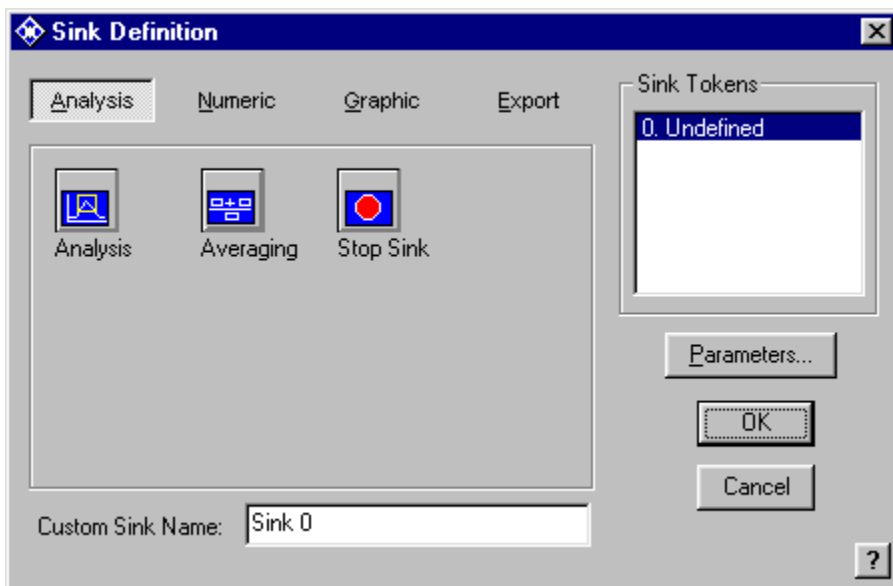 Sink Definition
Analysis Numeric Graphic Export
Sink Tokens
0. Undefined
Analysis Averaging Stop Sink
Parameters...
OK
Cancel
Custom Sink Name: Sink 0
?